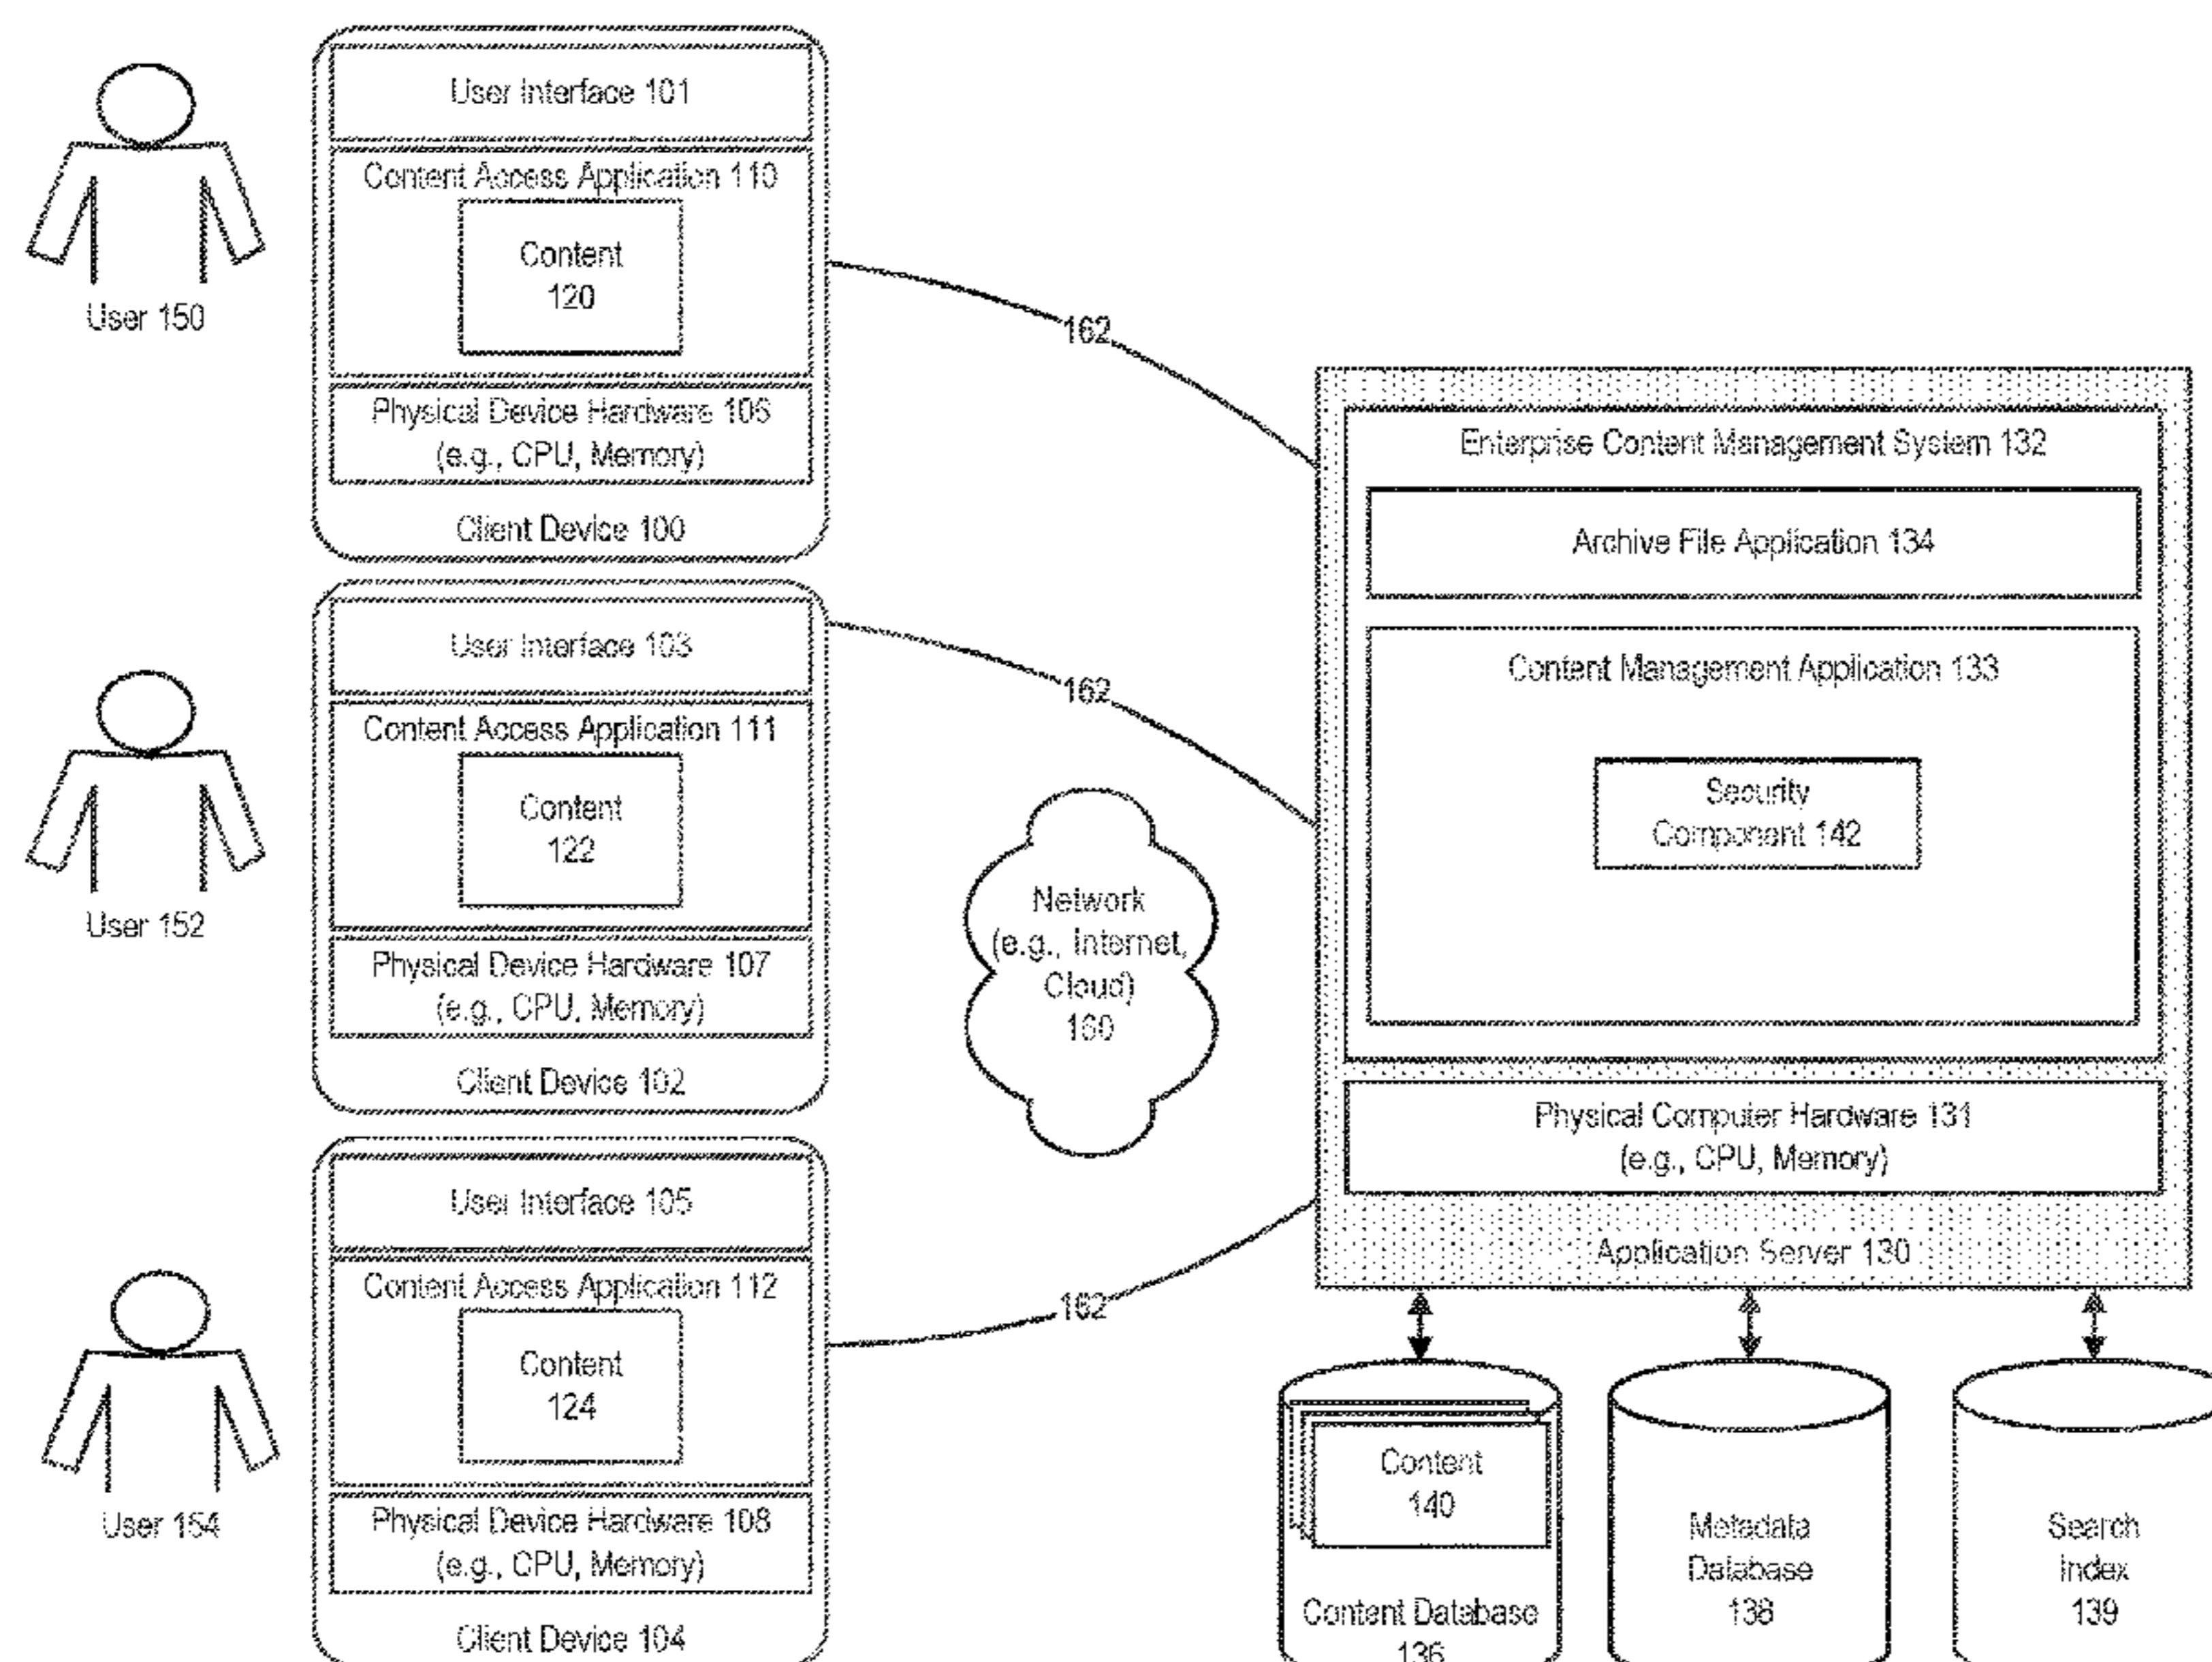 User Interface 101
Content Access Application 110
Content
120
Physical Device Hardware 106
(e.g., CPU, Memory)
Client Device 100
User 150
User Interface 103
Content Access Application 111
Content
122
Physical Device Hardware 107
(e.g., CPU, Memory)
Client Device 102
User 152
User Interface 105
Content Access Application 112
Content
124
Physical Device Hardware 108
(e.g., CPU, Memory)
Client Device 104
User 154
162
162
162
Network
(e.g., Internet,
Cloud)
160
Enterprise Content Management System 132
Archive File Application 134
Content Management Application 133
Security
Component 142
Physical Computer Hardware 131
(e.g., CPU, Memory)
Application Server 130
Content
140
Content Database
136
Metadata
Database
138
Search
Index
139